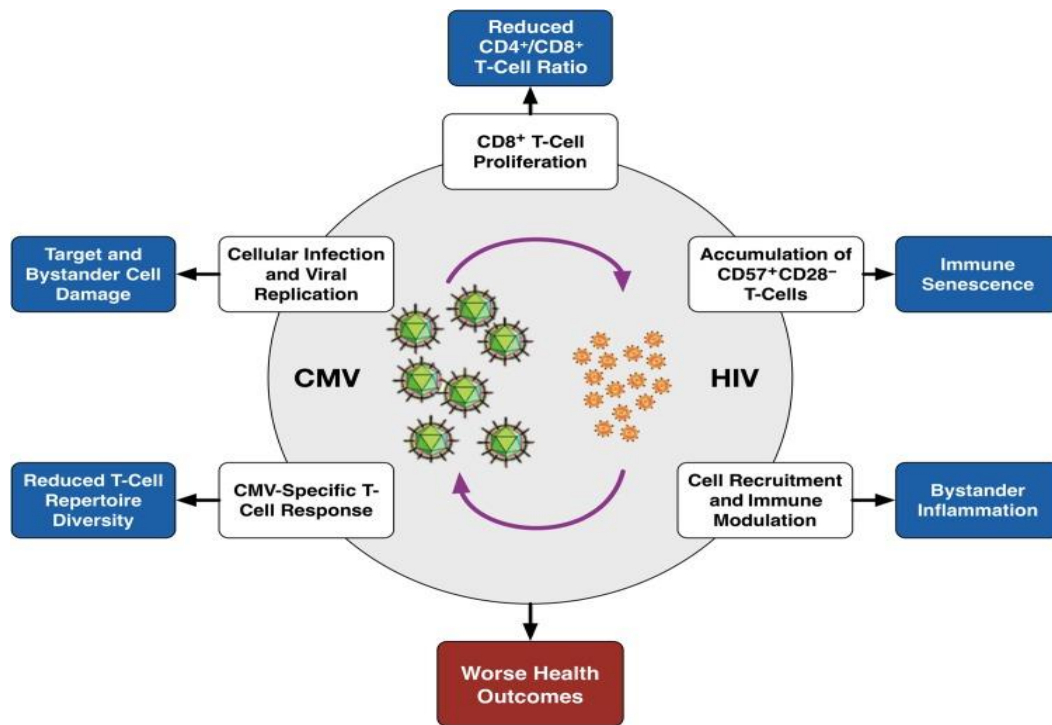 Reduced
CD4⁺/CD8⁺
T-Cell Ratio
CD8⁺ T-Cell
Proliferation
Target and
Bystander Cell
Damage
Cellular Infection
and Viral
Replication
Accumulation of
CD57⁺CD28⁻
T-Cells
Immune
Senescence
CMV
HIV
Reduced T-Cell
Repertoire
Diversity
CMV-Specific T-
Cell Response
Cell Recruitment
and Immune
Modulation
Bystander
Inflammation
Worse Health
Outcomes